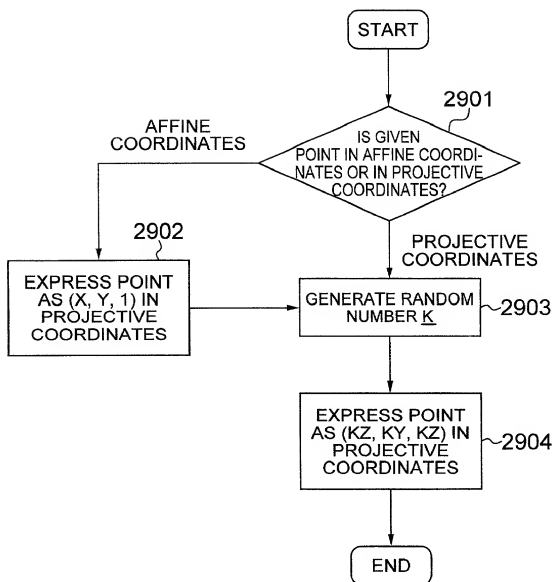 START
2901
IS GIVEN
POINT IN AFFINE COORDI-
NATES OR IN PROJECTIVE
COORDINATES?
AFFINE
COORDINATES
PROJECTIVE
COORDINATES
2902
EXPRESS POINT
AS (X, Y, 1) IN
PROJECTIVE
COORDINATES
GENERATE RANDOM
NUMBER K
2903
EXPRESS POINT
AS (KZ, KY, KZ) IN
PROJECTIVE
COORDINATES
2904
END